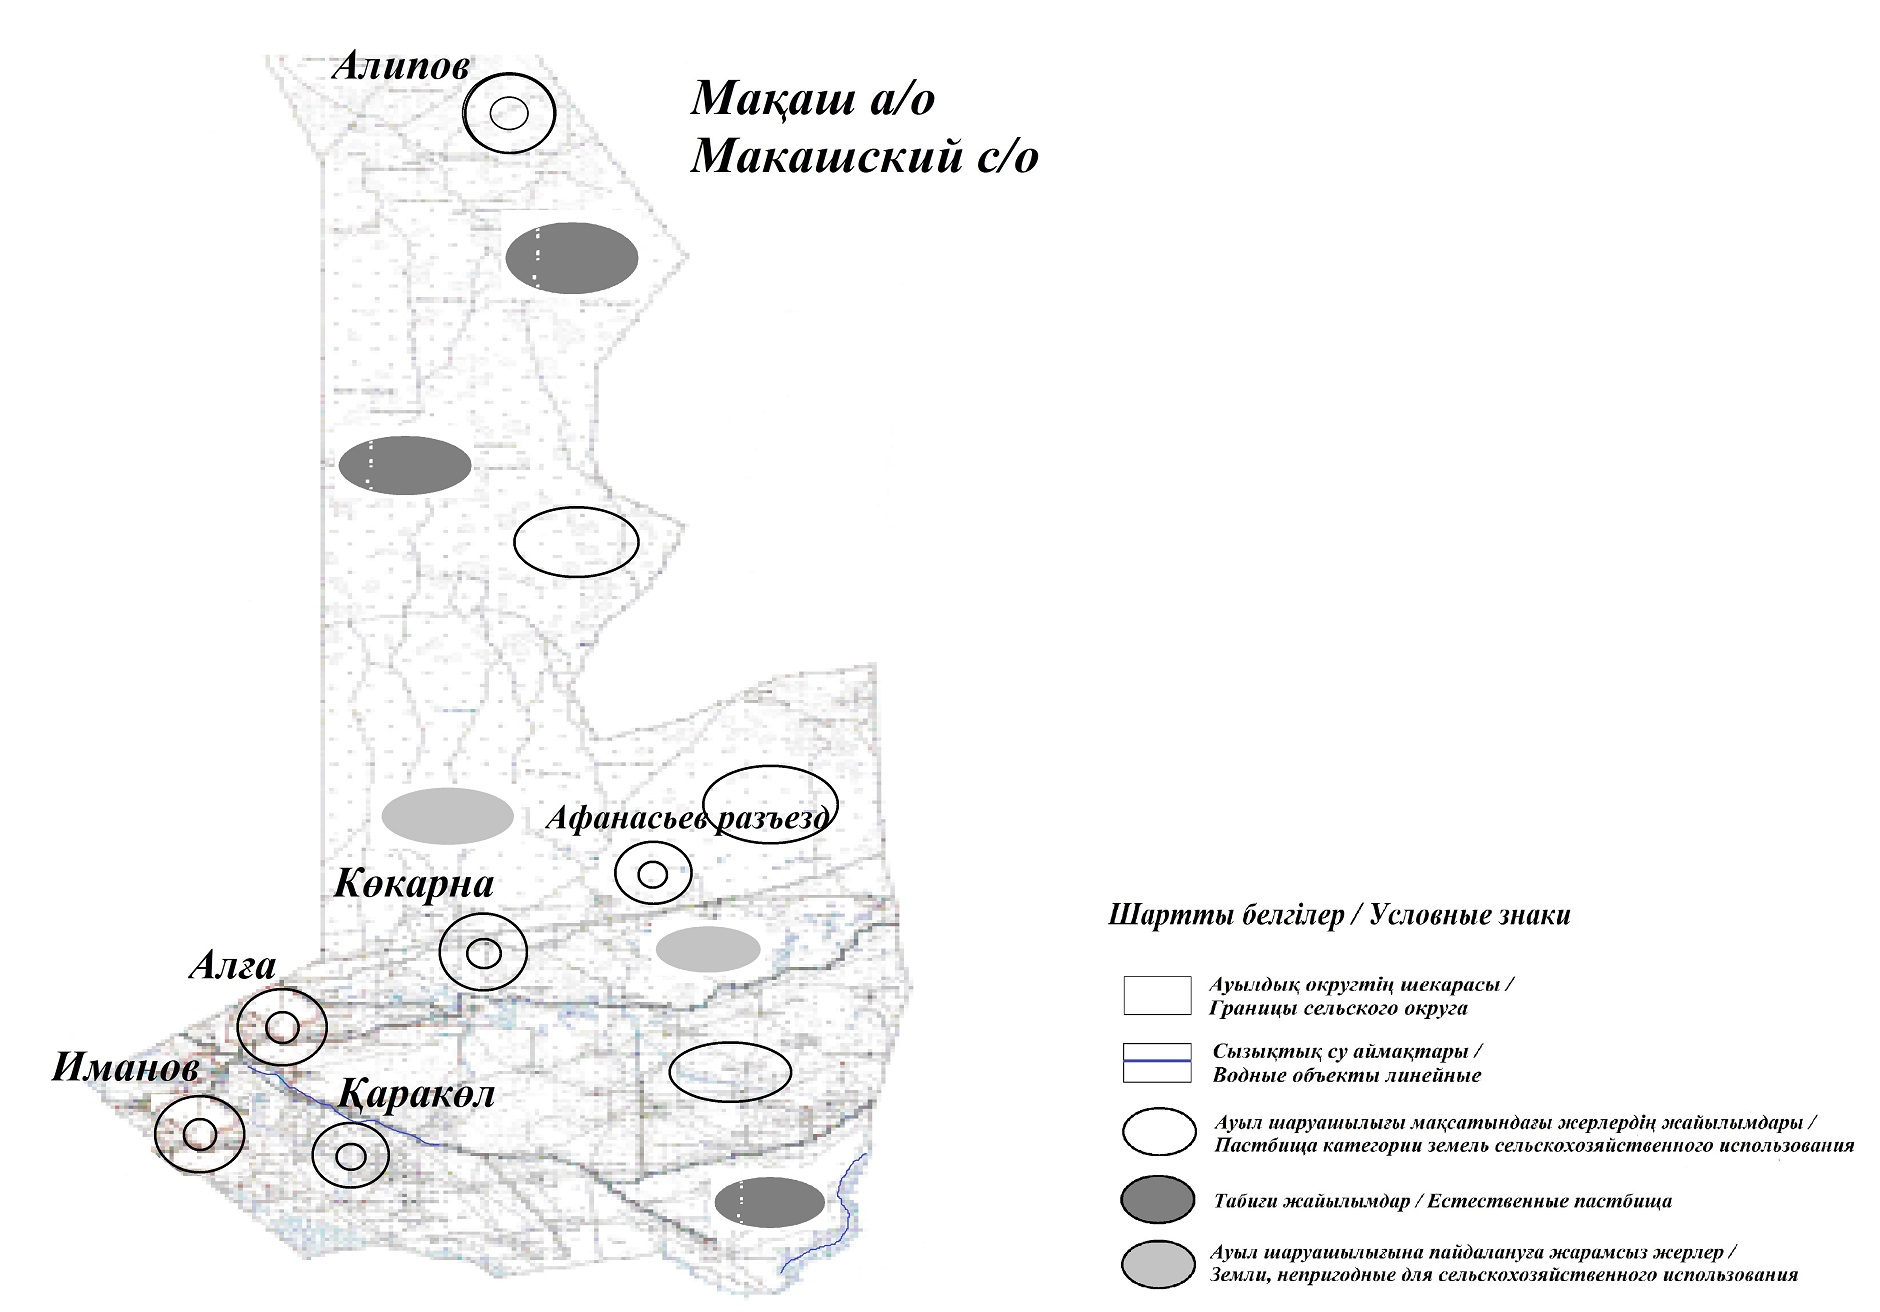 Алипов
Мақаш а/о
Макашский с/о
Афанасьев разъезд
Көкарна
Алға
Иманов
Қаракөл
Шартты белгілер / Условные знаки
Ауылдық округтің шекарасы /
Границы сельского округа
Сызықтық су аймақтары /
Водные объекты линейные
Ауыл шаруашылығы мақсатындағы жерлердің жайылымдары /
Пастбища категории земель сельскохозяйственного использования
Табиғи жайылымдар / Естественные пастбища
Ауыл шаруашылығына пайдалануға жарамсыз жерлер /
Земли, непригодные для сельскохозяйственного использования